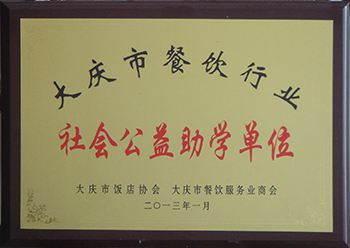 大庆市餐饮行业
社会公益助学单位
大庆市饭店协会 大庆市餐饮服务业商会
二〇一三年一月